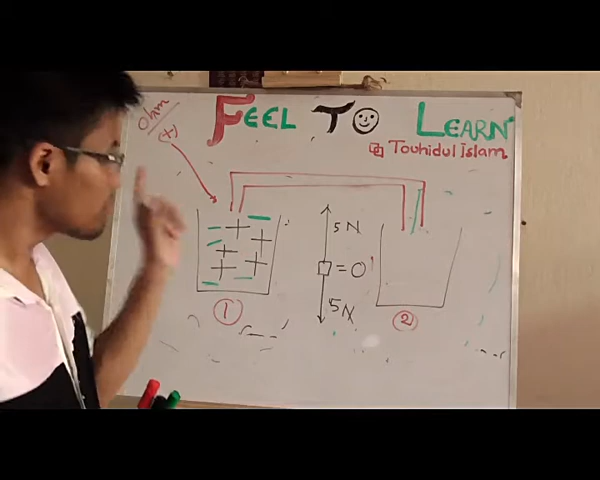 FEEL TO LEARN
Touhidul islam
Ohm
(+)
5N
= 0
5N
1
2